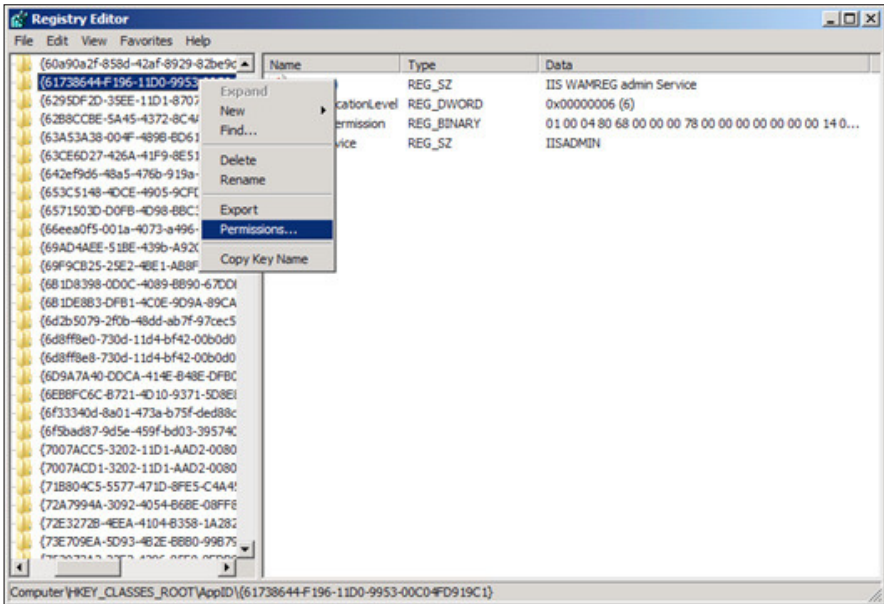 Registry Editor
File Edit View Favorites Help
{60a90a2f-858d-42af-8929-82be9c
{61738644-F196-11D0-9953
{6295DF2D-35EE-11D1-8707
{62B8CCBE-5A45-4372-8C4A
{63A53A38-004F-489B-BD61
{63CE6D27-426A-41F9-8E51
{642ef9d6-48a5-476b-919a-
{653C5148-4DCE-4905-9CFD
{6571503D-D0FB-4D98-BBC3
{66eea0f5-001a-4073-a496-
{69AD4AEE-51BE-439b-A92C
{69F9CB25-25E2-4BE1-AB8F
{6B1D8398-0D0C-4089-BB90-67DD
{6B1DE8B3-DFB1-4C0E-9D9A-89CA
{6d2b5079-2f0b-48dd-ab7f-97cec5
{6d8ff8e0-730d-11d4-bf42-00b0d0
{6d8ff8e8-730d-11d4-bf42-00b0d0
{6D9A7A40-DDCA-414E-B48E-DFBC
{6EBBFC6C-B721-4D10-9371-5D8E
{6f33340d-8a01-473a-b75f-ded88c
{6f5bad87-9d5e-459f-bd03-39574C
{7007ACC5-3202-11D1-AAD2-0080
{7007ACD1-3202-11D1-AAD2-0080
{71B804C5-5577-471D-8FE5-C4A4
{72A7994A-3092-4054-B6BE-08FF8
{72E3272B-4EEA-4104-B358-1A282
{73E709EA-5D93-4B2E-BBB0-99B79
Expand
New
Find...
Delete
Rename
Export
Permissions...
Copy Key Name
Name Type Data
) REG_SZ IIS WAMREG admin Service
cationLevel REG_DWORD 0x00000006 (6)
ermission REG_BINARY 01 00 04 80 68 00 00 00 78 00 00 00 00 00 00 00 14 0...
vice REG_SZ IISADMIN
Computer\HKEY_CLASSES_ROOT\AppID\{61738644-F196-11D0-9953-00C04FD919C1}